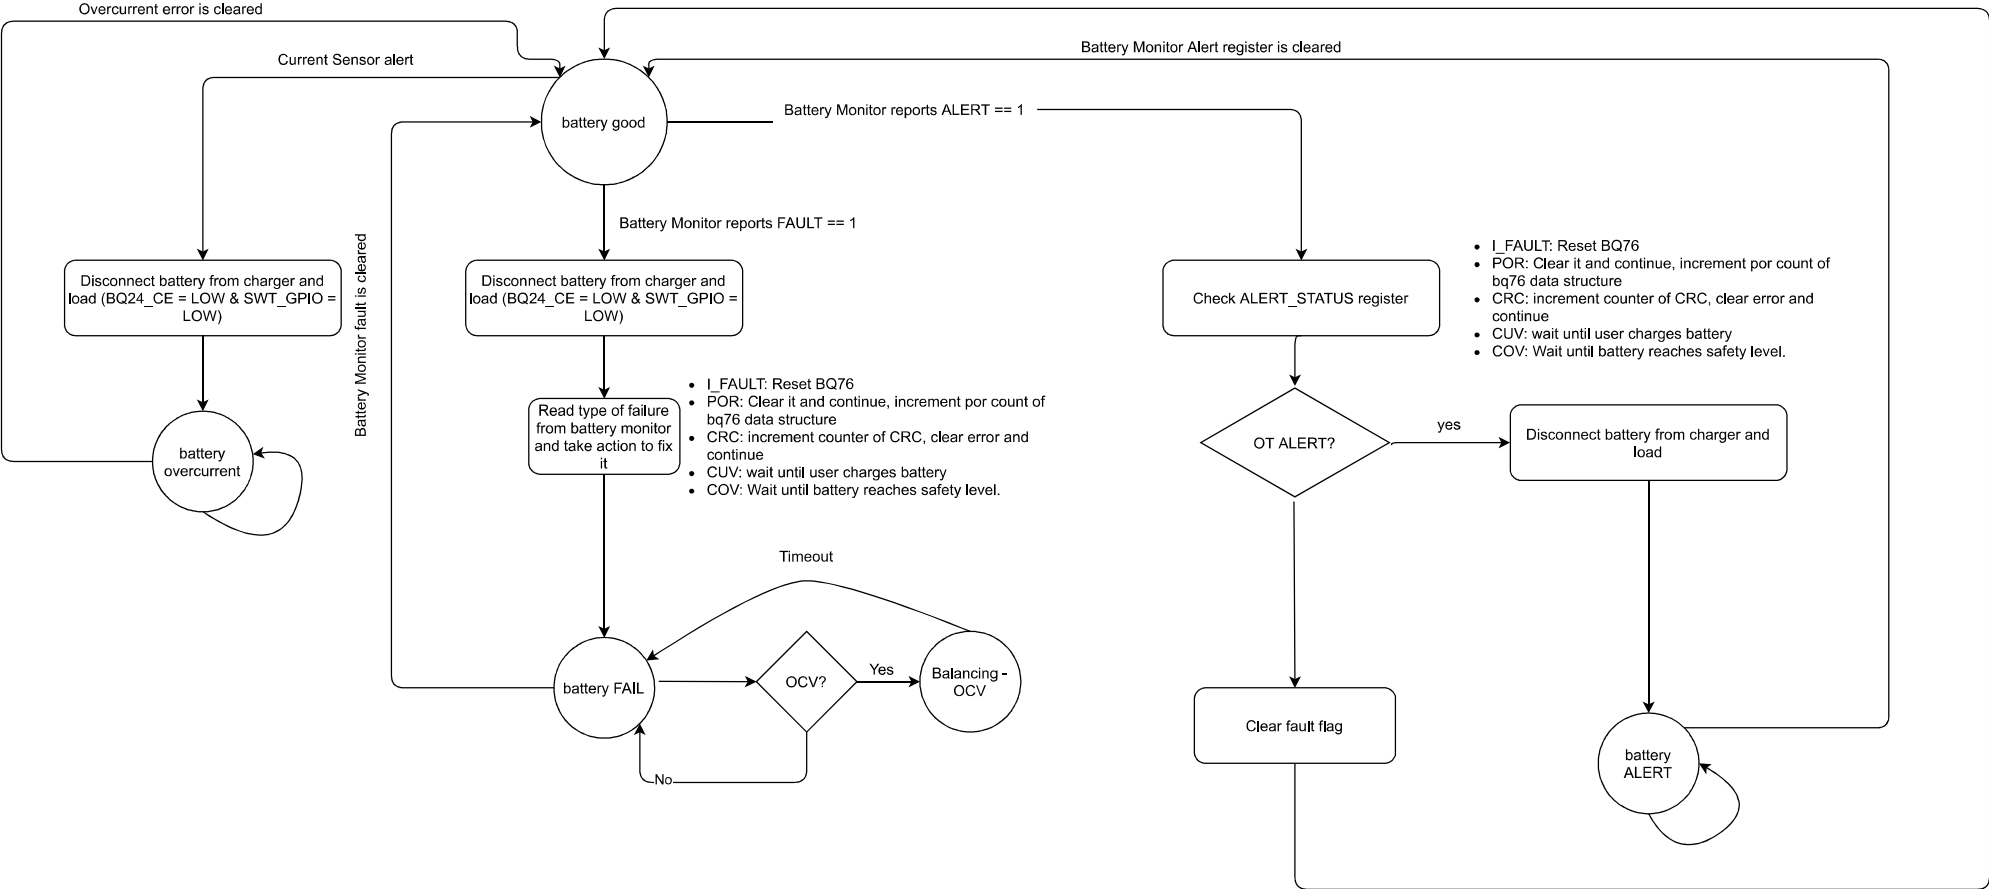 Overcurrent error is cleared
Current Sensor alert
Battery Monitor Alert register is cleared
battery good
Battery Monitor reports ALERT == 1
Battery Monitor reports FAULT == 1
Battery Monitor fault is cleared
Disconnect battery from charger and
load (BQ24_CE = LOW & SWT_GPIO =
LOW)
Disconnect battery from charger and
load (BQ24_CE = LOW & SWT_GPIO =
LOW)
Check ALERT_STATUS register
I_FAULT: Reset BQ76
POR: Clear it and continue, increment por count of
bq76 data structure
CRC: increment counter of CRC, clear error and
continue
CUV: wait until user charges battery
COV: Wait until battery reaches safety level.
battery
overcurrent
Read type of failure
from battery monitor
and take action to fix
it
I_FAULT: Reset BQ76
POR: Clear it and continue, increment por count of
bq76 data structure
CRC: increment counter of CRC, clear error and
continue
CUV: wait until user charges battery
COV: Wait until battery reaches safety level.
OT ALERT?
yes
Disconnect battery from charger and
load
Timeout
battery FAIL
OCV?
Yes
Balancing -
OCV
No
Clear fault flag
battery
ALERT